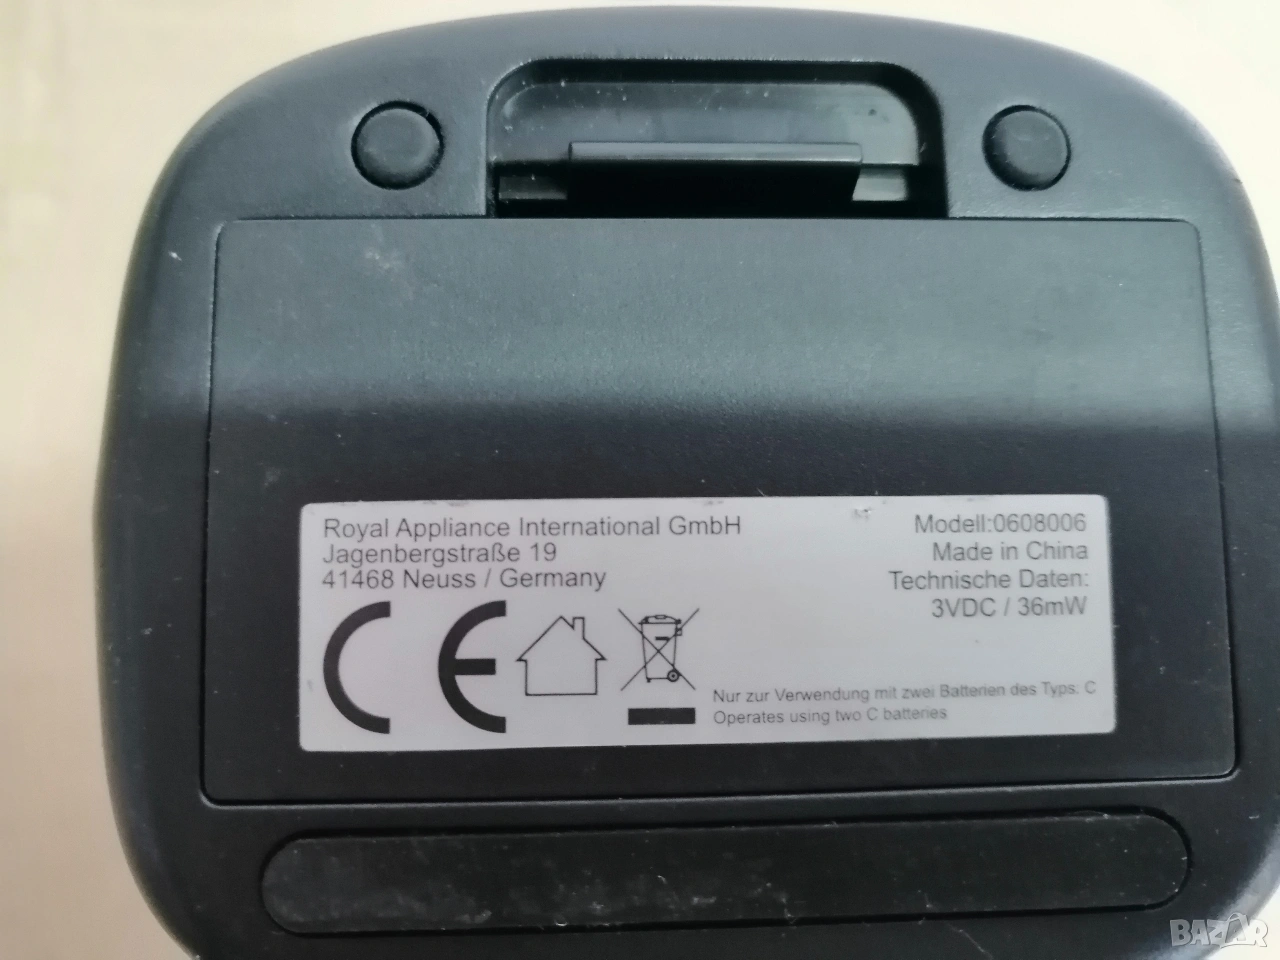 Royal Appliance International GmbH
Jagenbergstraße 19
41468 Neuss / Germany
Modell:0608006
Made in China
Technische Daten:
3VDC / 36mW
CE
Nur zur Verwendung mit zwei Batterien des Typs: C
Operates using two C batteries
BAZAR